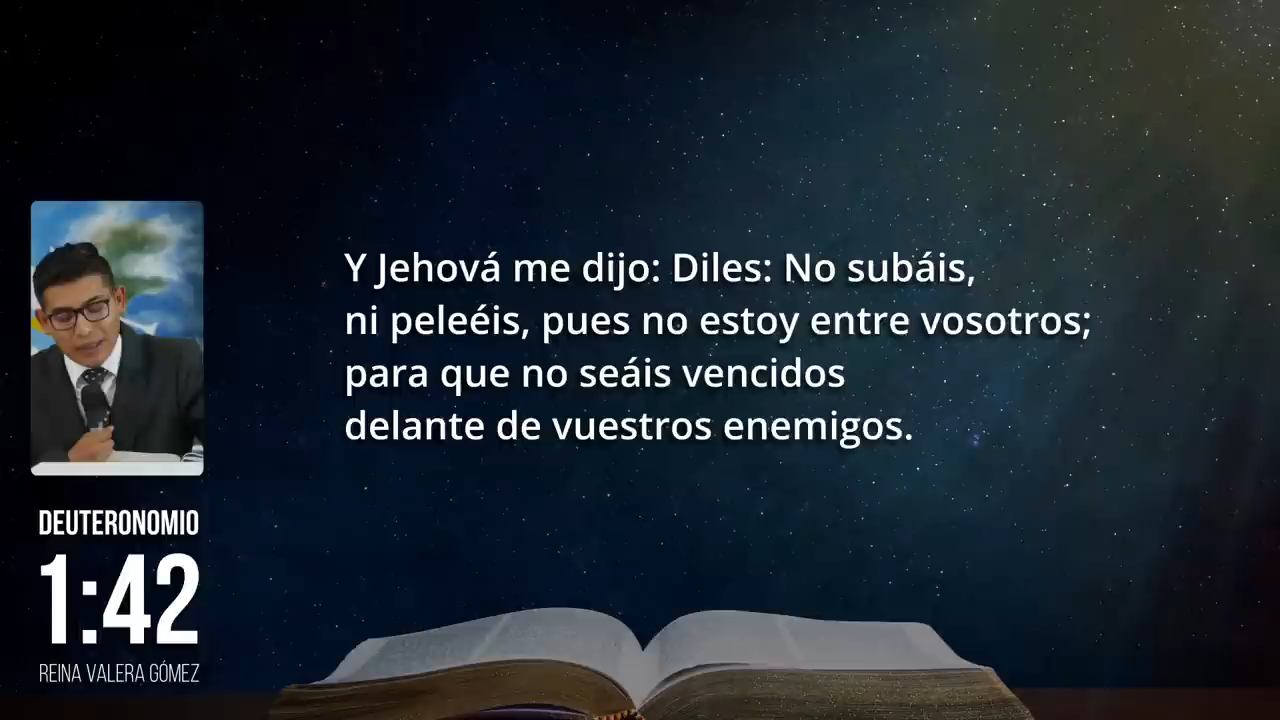 Y Jehová me dijo: Diles: No subáis,
ni peleéis, pues no estoy entre vosotros;
para que no seáis vencidos
delante de vuestros enemigos.
DEUTERONOMIO
1:42
REINA VALERA GÓMEZ